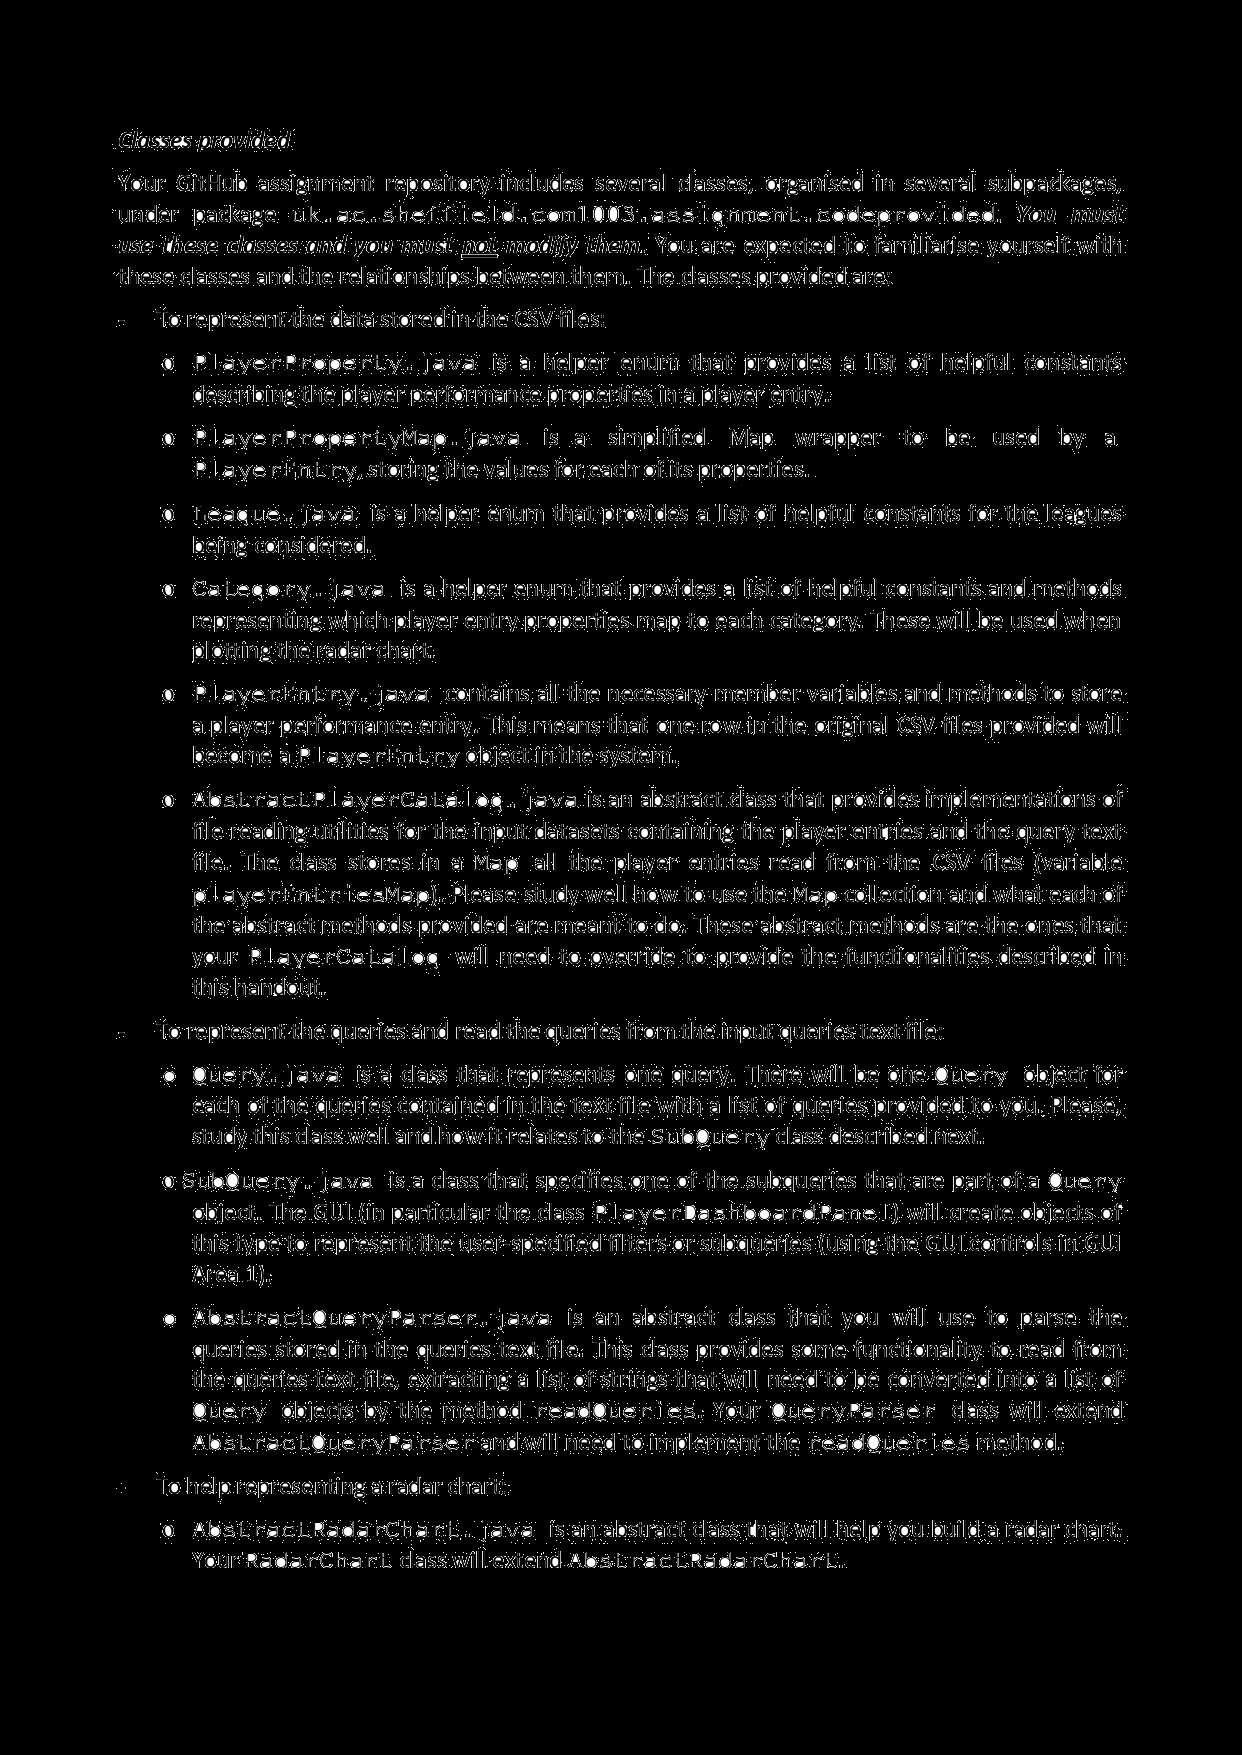 Classes provided
Your GitHub assignment repository includes several classes, organised in several subpackages,
under package uk.ac.sheffield.com1003.assignment.codeprovided. You must
use these classes and you must not modify them. You are expected to familiarise yourself with
these classes and the relationships between them. The classes provided are:
- To represent the data stored in the CSV files:
o PlayerProperty.java is a helper enum that provides a list of helpful constants
describing the player performance properties in a player entry.
o PlayerPropertyMap.java is a simplified Map wrapper to be used by a
PlayerEntry, storing the values for each of its properties.
o League.java is a helper enum that provides a list of helpful constants for the leagues
being considered.
o Category.java is a helper enum that provides a list of helpful constants and methods
representing which player entry properties map to each category. These will be used when
plotting the radar chart.
o PlayerEntry.java contains all the necessary member variables and methods to store
a player performance entry. This means that one row in the original CSV files provided will
become a PlayerEntry object in the system.
o AbstractPlayerCatalog.java is an abstract class that provides implementations of
file reading utilities for the input datasets containing the player entries and the query text
file. The class stores in a Map all the player entries read from the CSV files (variable
playerEntriesMap). Please study well how to use the Map collection and what each of
the abstract methods provided are meant to do. These abstract methods are the ones that
your PlayerCatalog will need to override to provide the functionalities described in
this handout.
- To represent the queries and read the queries from the input queries text file:
o Query.java is a class that represents one query. There will be one Query object for
each of the queries contained in the text file with a list of queries provided to you. Please,
study this class well and how it relates to the SubQuery class described next.
o SubQuery.java is a class that specifies one of the subqueries that are part of a Query
object. The GUI (in particular the class PlayerDashboardPanel) will create objects of
this type to represent the user-specified filters or subqueries (using the GUI controls in GUI
Area 1).
o AbstractQueryParser.java is an abstract class that you will use to parse the
queries stored in the queries text file. This class provides some functionality to read from
the queries text file, extracting a list of strings that will need to be converted into a list of
Query objects by the method readQueries. Your QueryParser class will extend
AbstractQueryParser and will need to implement the readQueries method.
- To help representing a radar chart:
o AbstractRadarChart.java is an abstract class that will help you build a radar chart.
Your RadarChart class will extend AbstractRadarChart.